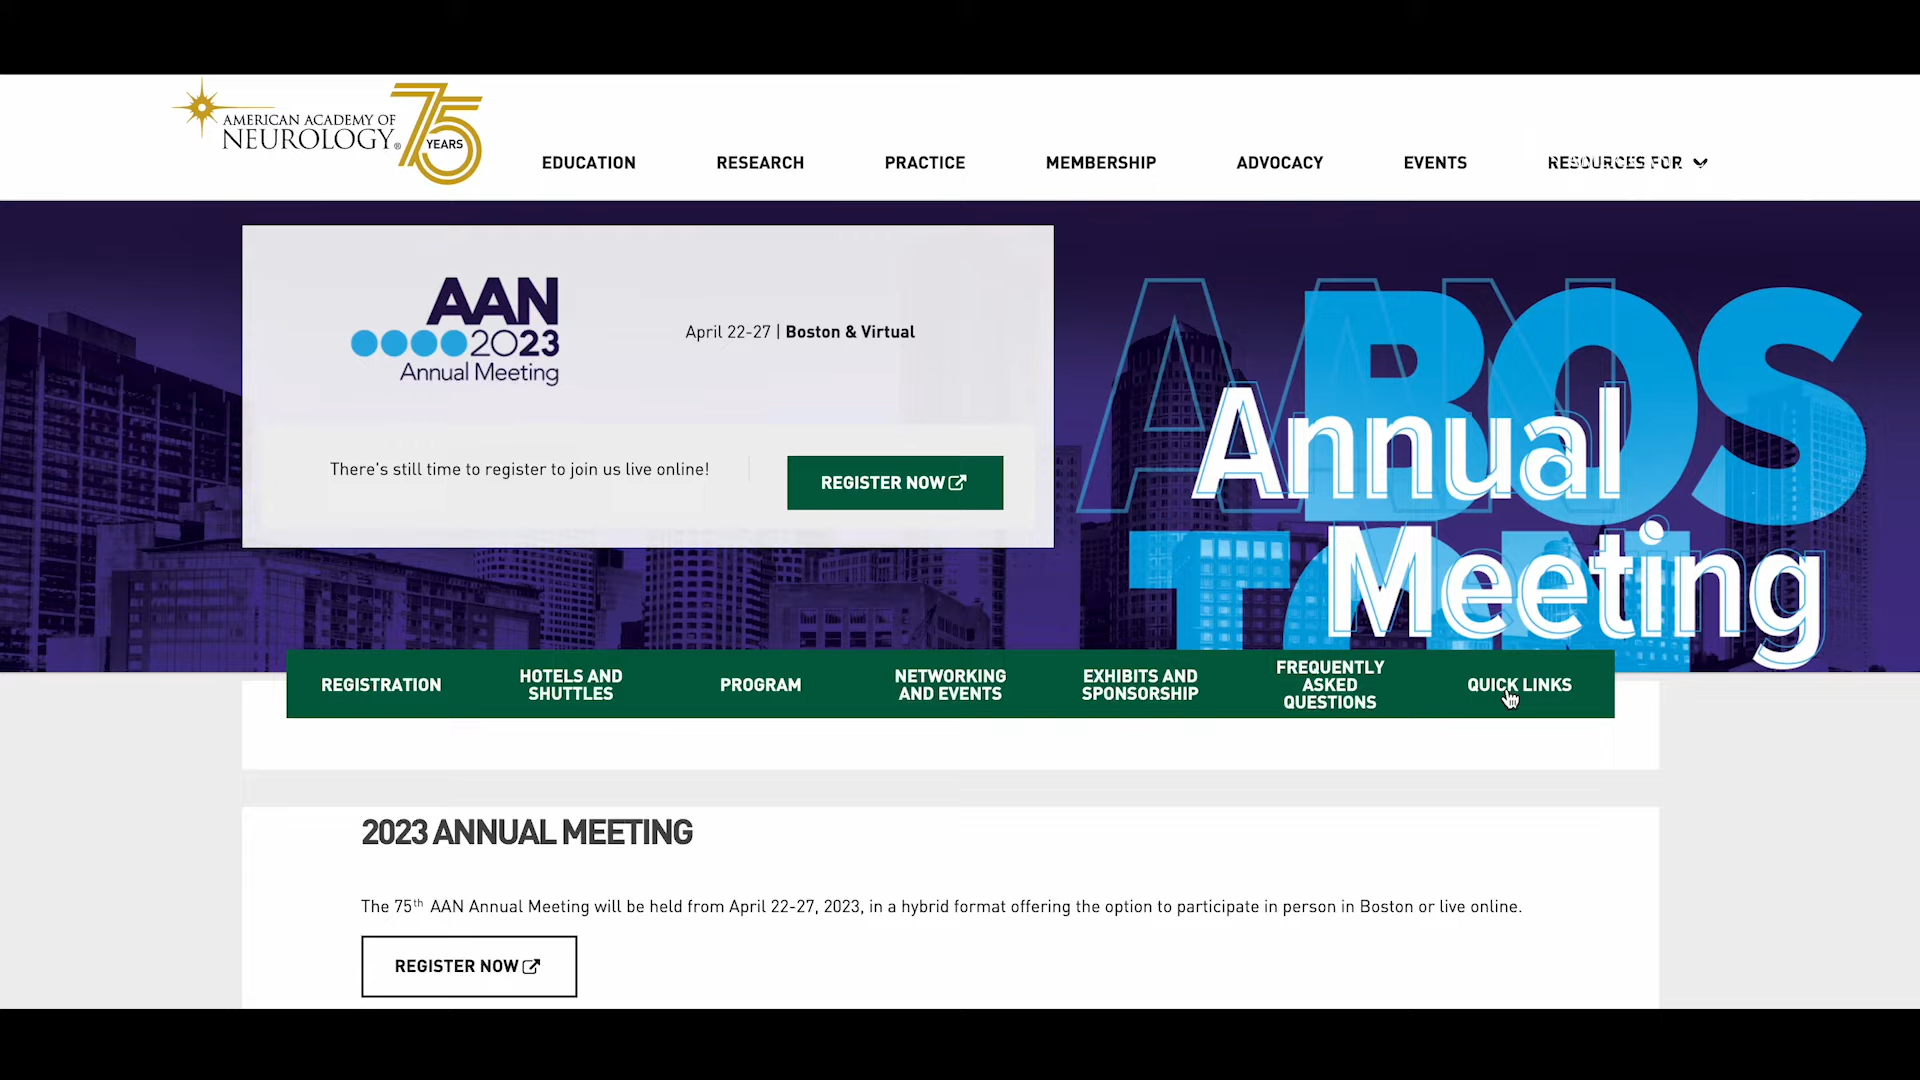 AMERICAN ACADEMY OF
NEUROLOGY®
75
YEARS
EDUCATION
RESEARCH
PRACTICE
MEMBERSHIP
ADVOCACY
EVENTS
RESOURCES FOR
AAN
2023
Annual Meeting
April 22-27 | Boston & Virtual
There's still time to register to join us live online!
REGISTER NOW
AAN
BOS
TON
Annual
Meeting
REGISTRATION
HOTELS AND
SHUTTLES
PROGRAM
NETWORKING
AND EVENTS
EXHIBITS AND
SPONSORSHIP
FREQUENTLY
ASKED
QUESTIONS
QUICK LINKS
2023 ANNUAL MEETING
The 75th AAN Annual Meeting will be held from April 22-27, 2023, in a hybrid format offering the option to participate in person in Boston or live online.
REGISTER NOW